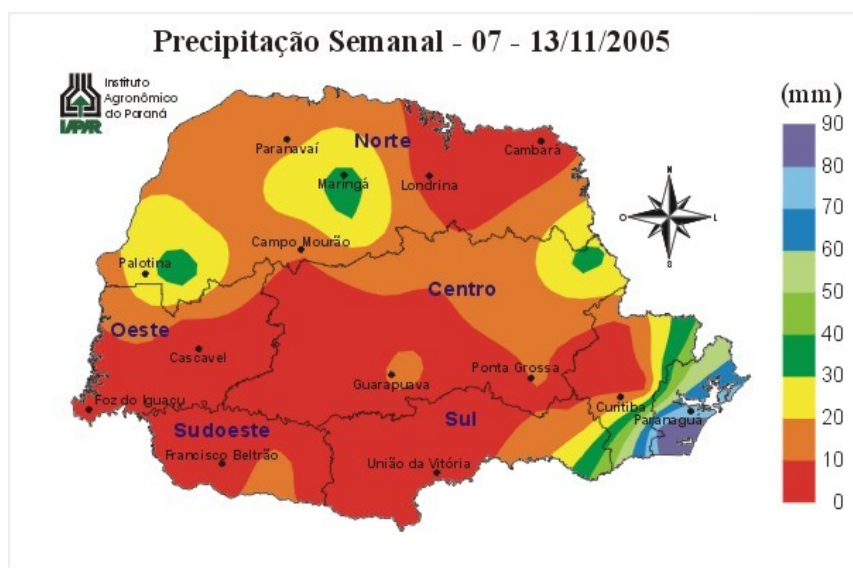 Precipitação Semanal - 07 - 13/11/2005
Instituto
Agronômico
do Paraná
IAPAR
(mm)
90
80
70
60
50
40
30
20
10
0
N
O
L
S
Norte
Paranavaí
Cambará
Maringá
Londrina
Campo Mourão
Palotina
Centro
Oeste
Cascavel
Ponta Grossa
Guarapuava
Foz do Iguaçu
Curitiba
Paranaguá
Sudoeste
Sul
Francisco Beltrão
União da Vitória